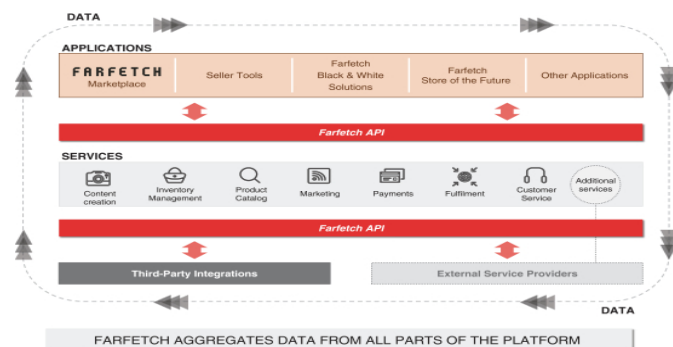 DATA
APPLICATIONS
FARFETCH
Marketplace
Seller Tools
Farfetch
Black & White
Solutions
Farfetch
Store of the Future
Other Applications
Farfetch API
SERVICES
Content
creation
Inventory
Management
Product
Catalog
Marketing
Payments
Fulfilment
Customer
Service
Additional
services
Farfetch API
Third-Party Integrations
External Service Providers
DATA
FARFETCH AGGREGATES DATA FROM ALL PARTS OF THE PLATFORM